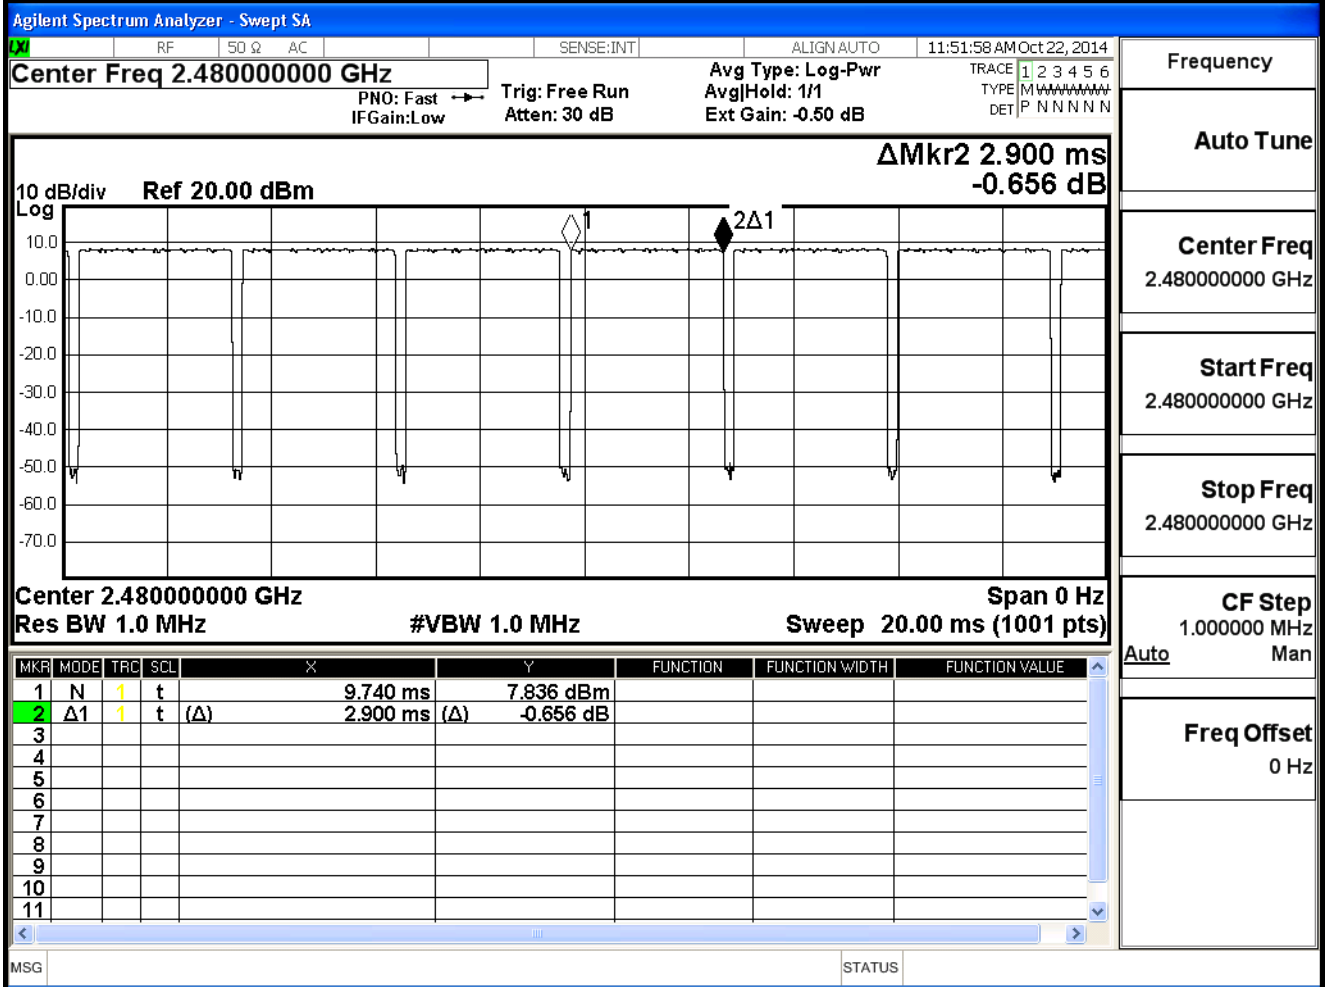 Agilent Spectrum Analyzer - Swept SA
LXI RF 50 Ω AC SENSE:INT ALIGN AUTO 11:51:58 AM Oct 22, 2014
Center Freq 2.480000000 GHz
PNO: Fast
IFGain:Low
Trig: Free Run
Atten: 30 dB
Avg Type: Log-Pwr
Avg|Hold: 1/1
Ext Gain: -0.50 dB
TRACE 1 2 3 4 5 6
TYPE M WWWWW
DET P N N N N N
ΔMkr2 2.900 ms
-0.656 dB
10 dB/div Ref 20.00 dBm
Log
1
2Δ1
10.0
0.00
-10.0
-20.0
-30.0
-40.0
-50.0
-60.0
-70.0
Center 2.480000000 GHz Span 0 Hz
Res BW 1.0 MHz #VBW 1.0 MHz Sweep 20.00 ms (1001 pts)
MKR MODE TRC SCL X Y FUNCTION FUNCTION WIDTH FUNCTION VALUE
1 N 1 t 9.740 ms 7.836 dBm
2 Δ1 1 t (Δ) 2.900 ms (Δ) -0.656 dB
3
4
5
6
7
8
9
10
11
MSG STATUS
Frequency
Auto Tune
Center Freq
2.480000000 GHz
Start Freq
2.480000000 GHz
Stop Freq
2.480000000 GHz
CF Step
1.000000 MHz
Auto Man
Freq Offset
0 Hz